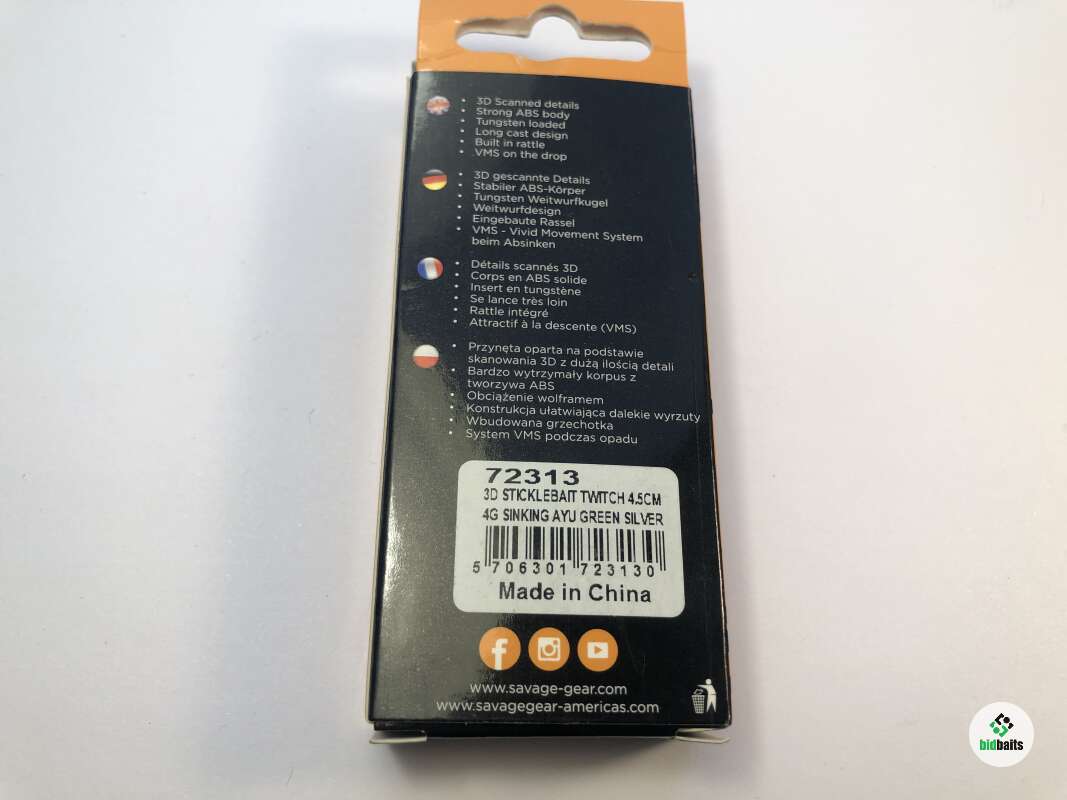 • 3D Scanned details
• Strong ABS body
• Tungsten loaded
• Long cast design
• Built in rattle
• VMS on the drop
• 3D gescannte Details
• Stabiler ABS-Körper
• Tungsten Weitwurfkugel
• Weitwurfdesign
• Eingebaute Rassel
• VMS - Vivid Movement System
beim Absinken
• Détails scannés 3D
• Corps en ABS solide
• Insert en tungstène
• Se lance très loin
• Rattle intégré
• Attractif à la descente (VMS)
• Przynęta oparta na podstawie
skanowania 3D z dużą ilością detali
• Bardzo wytrzymały korpus z
tworzywa ABS
• Obciążenie wolframem
• Konstrukcja ułatwiająca dalekie wyrzuty
• Wbudowana grzechotka
• System VMS podczas opadu
72313
3D STICKLEBAIT TWITCH 4.5CM
4G SINKING AYU GREEN SILVER
5 706301 723130
Made in China
www.savage-gear.com
www.savagegear-americas.com
bidbaits